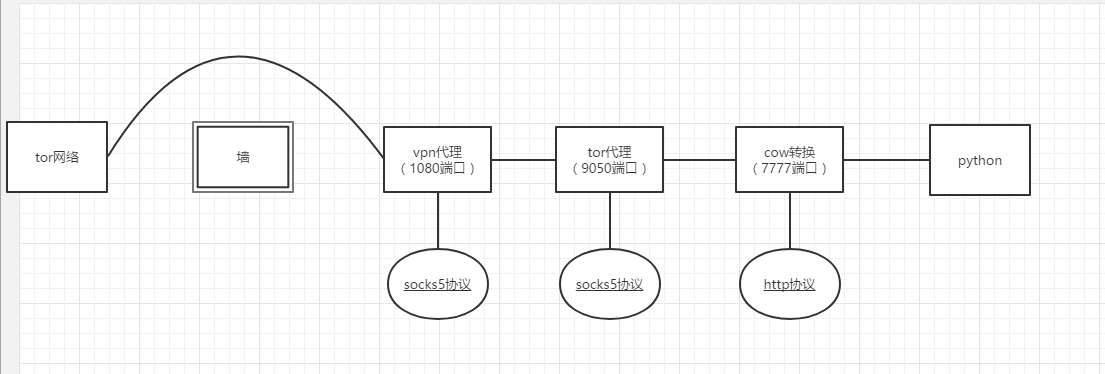 tor网络
墙
vpn代理
（1080端口）
tor代理
（9050端口）
cow转换
（7777端口）
python
socks5协议
socks5协议
http协议